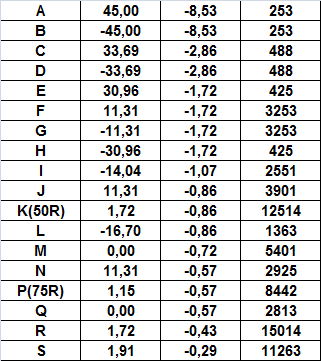 A 45,00 -8,53 253
B -45,00 -8,53 253
C 33,69 -2,86 488
D -33,69 -2,86 488
E 30,96 -1,72 425
F 11,31 -1,72 3253
G -11,31 -1,72 3253
H -30,96 -1,72 425
I -14,04 -1,07 2551
J 11,31 -0,86 3901
K(50R) 1,72 -0,86 12514
L -16,70 -0,86 1363
M 0,00 -0,72 5401
N 11,31 -0,57 2925
P(75R) 1,15 -0,57 8442
Q 0,00 -0,57 2813
R 1,72 -0,43 15014
S 1,91 -0,29 11263